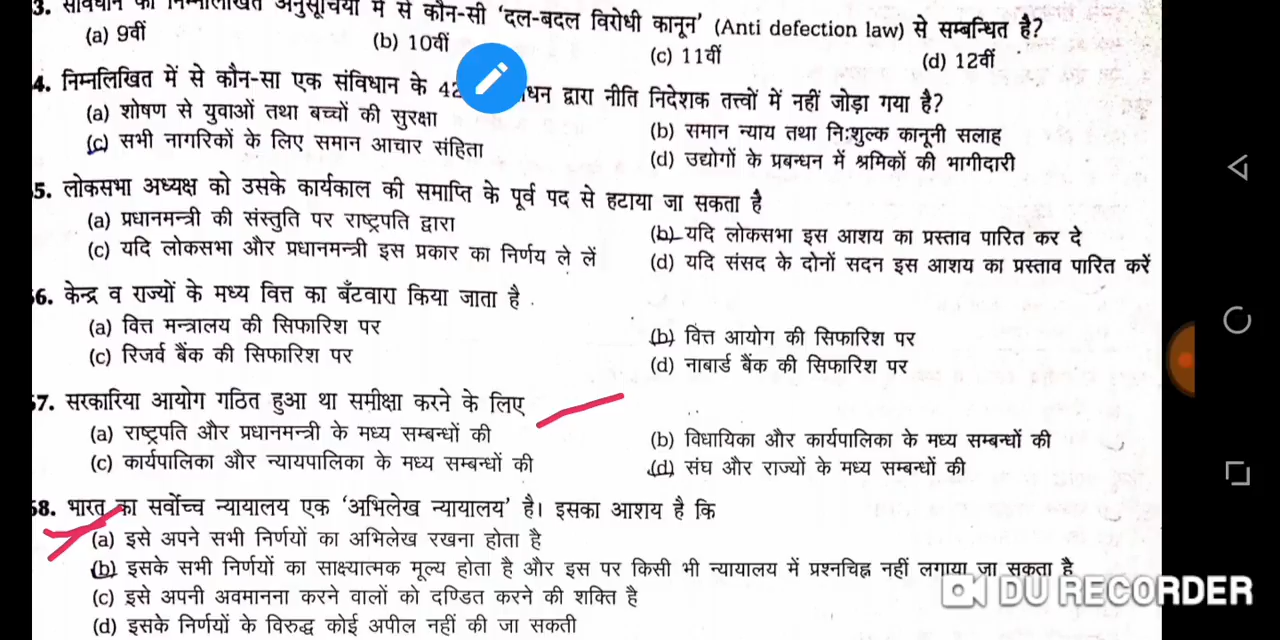 3. संविधान की निम्नलिखित अनुसूचियों में से कौन-सी ‘दल-बदल विरोधी कानून’ (Anti defection law) से सम्बन्धित है?
(a) 9वीं (b) 10वीं (c) 11वीं (d) 12वीं
4. निम्नलिखित में से कौन-सा एक संविधान के 42 द्वारा नीति निदेशक तत्त्वों में नहीं जोड़ा गया है?
(a) शोषण से युवाओं तथा बच्चों की सुरक्षा (b) समान न्याय तथा निःशुल्क कानूनी सलाह
(c) सभी नागरिकों के लिए समान आचार संहिता (d) उद्योगों के प्रबन्धन में श्रमिकों की भागीदारी
55. लोकसभा अध्यक्ष को उसके कार्यकाल की समाप्ति के पूर्व पद से हटाया जा सकता है
(a) प्रधानमन्त्री की संस्तुति पर राष्ट्रपति द्वारा (b) यदि लोकसभा इस आशय का प्रस्ताव पारित कर दे
(c) यदि लोकसभा और प्रधानमन्त्री इस प्रकार का निर्णय ले लें (d) यदि संसद के दोनों सदन इस आशय का प्रस्ताव पारित करें
56. केन्द्र व राज्यों के मध्य वित्त का बँटवारा किया जाता है
(a) वित्त मन्त्रालय की सिफारिश पर (b) वित्त आयोग की सिफारिश पर
(c) रिजर्व बैंक की सिफारिश पर (d) नाबार्ड बैंक की सिफारिश पर
57. सरकारिया आयोग गठित हुआ था समीक्षा करने के लिए
(a) राष्ट्रपति और प्रधानमन्त्री के मध्य सम्बन्धों की (b) विधायिका और कार्यपालिका के मध्य सम्बन्धों की
(c) कार्यपालिका और न्यायपालिका के मध्य सम्बन्धों की (d) संघ और राज्यों के मध्य सम्बन्धों की
58. भारत का सर्वोच्च न्यायालय एक ‘अभिलेख न्यायालय’ है। इसका आशय है कि
(a) इसे अपने सभी निर्णयों का अभिलेख रखना होता है
(b) इसके सभी निर्णयों का साक्ष्यात्मक मूल्य होता है और इस पर किसी भी न्यायालय में प्रश्नचिह्न नहीं लगाया जा सकता है
(c) इसे अपनी अवमानना करने वालों को दण्डित करने की शक्ति है
(d) इसके निर्णयों के विरुद्ध कोई अपील नहीं की जा सकती
DU RECORDER